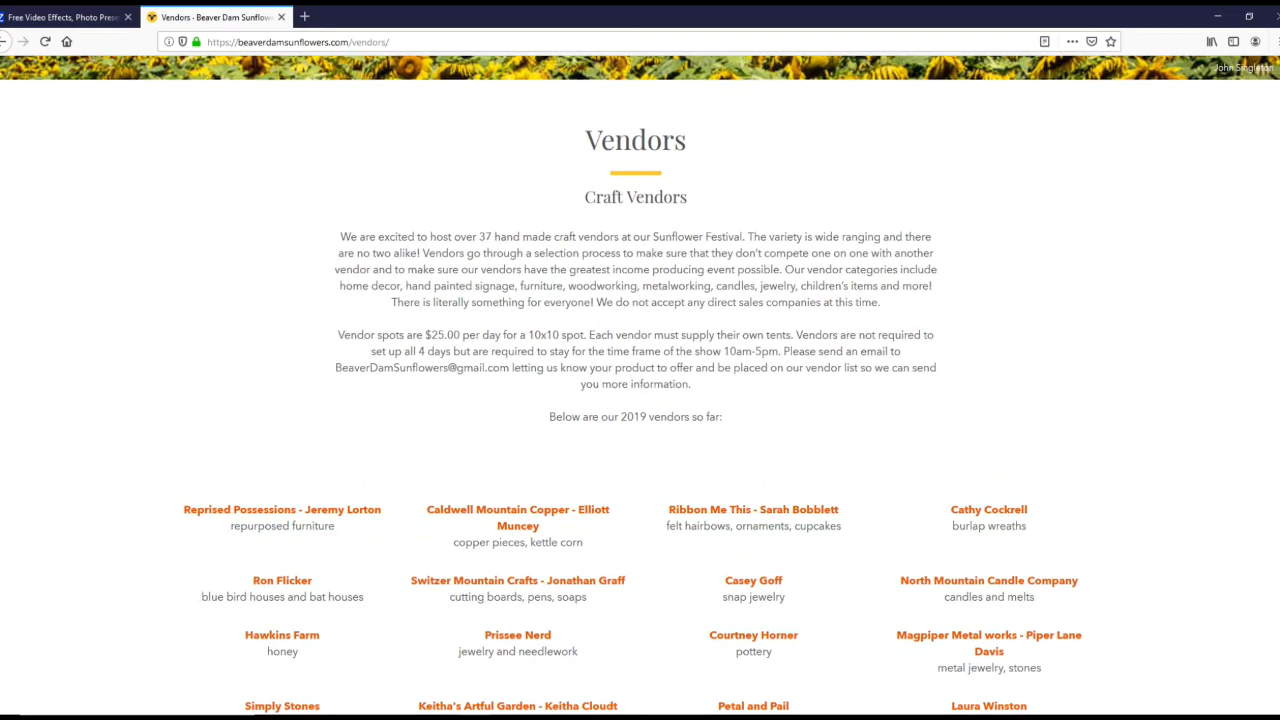 Free Video Effects, Photo Prese
Vendors - Beaver Dam Sunflow
https://beaverdamsunflowers.com/vendors/
John Singleton
Vendors
Craft Vendors
We are excited to host over 37 hand made craft vendors at our Sunflower Festival. The variety is wide ranging and there
are no two alike! Vendors go through a selection process to make sure that they don't compete one on one with another
vendor and to make sure our vendors have the greatest income producing event possible. Our vendor categories include
home decor, hand painted signage, furniture, woodworking, metalworking, candles, jewelry, children's items and more!
There is literally something for everyone! We do not accept any direct sales companies at this time.
Vendor spots are $25.00 per day for a 10x10 spot. Each vendor must supply their own tents. Vendors are not required to
set up all 4 days but are required to stay for the time frame of the show 10am-5pm. Please send an email to
BeaverDamSunflowers@gmail.com letting us know your product to offer and be placed on our vendor list so we can send
you more information.
Below are our 2019 vendors so far:
Reprised Possessions - Jeremy Lorton
repurposed furniture
Caldwell Mountain Copper - Elliott
Muncey
copper pieces, kettle corn
Ribbon Me This - Sarah Bobblett
felt hairbows, ornaments, cupcakes
Cathy Cockrell
burlap wreaths
Ron Flicker
blue bird houses and bat houses
Switzer Mountain Crafts - Jonathan Graff
cutting boards, pens, soaps
Casey Goff
snap jewelry
North Mountain Candle Company
candles and melts
Hawkins Farm
honey
Prissee Nerd
jewelry and needlework
Courtney Horner
pottery
Magpiper Metal works - Piper Lane
Davis
metal jewelry, stones
Simply Stones
Keitha's Artful Garden - Keitha Cloudt
Petal and Pail
Laura Winston